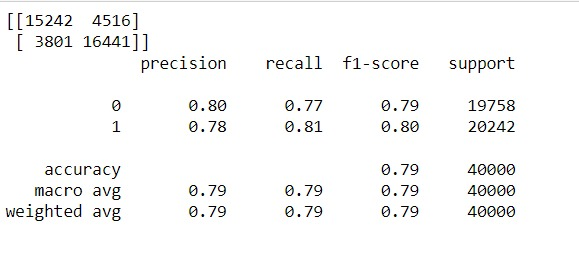 [[15242  4516]
 [ 3801 16441]]
              precision    recall  f1-score   support

           0       0.80      0.77      0.79     19758
           1       0.78      0.81      0.80     20242

    accuracy                           0.79     40000
   macro avg       0.79      0.79      0.79     40000
weighted avg       0.79      0.79      0.79     40000